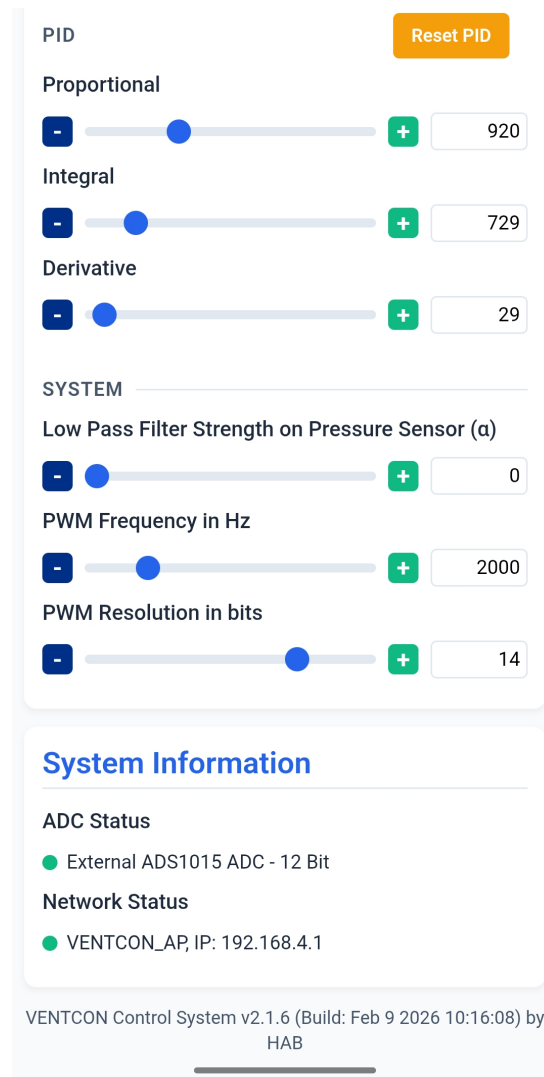 PID
Reset PID
Proportional
- + 920
Integral
- + 729
Derivative
- + 29
SYSTEM
Low Pass Filter Strength on Pressure Sensor (α)
- + 0
PWM Frequency in Hz
- + 2000
PWM Resolution in bits
- + 14
System Information
ADC Status
External ADS1015 ADC - 12 Bit
Network Status
VENTCON_AP, IP: 192.168.4.1
VENTCON Control System v2.1.6 (Build: Feb 9 2026 10:16:08) by
HAB